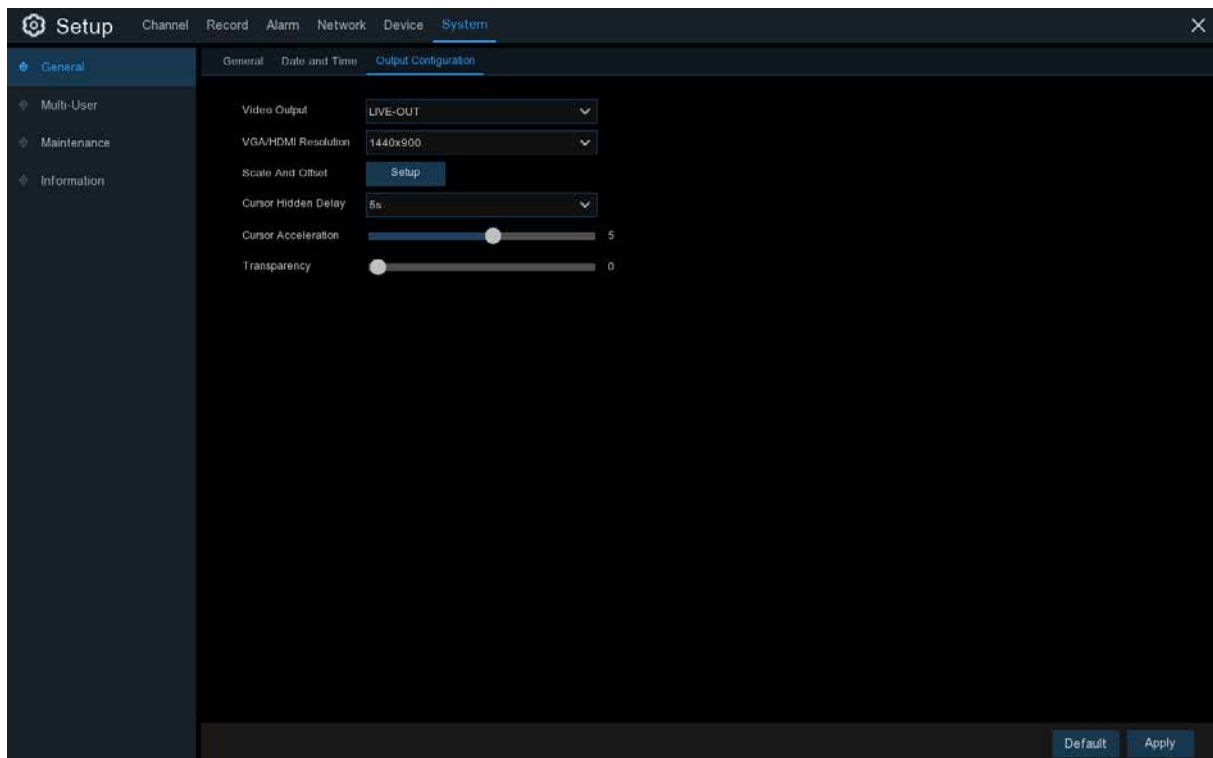 Setup Channel Record Alarm Network Device System
General
Multi-User
Maintenance
Information
General Date and Time Output Configuration
Video Output LIVE-OUT
VGA/HDMI Resolution 1440x900
Scale And Offset Setup
Cursor Hidden Delay 5s
Cursor Acceleration 5
Transparency 0
Default Apply